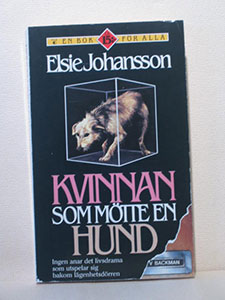 EN BOK 15:- FÖR ALLA
Elsie Johansson
KVINNAN
SOM MÖTTE EN
HUND
Ingen anar det livsdrama
som utspelar sig
bakom lägenhetsdörren
V BACKMAN